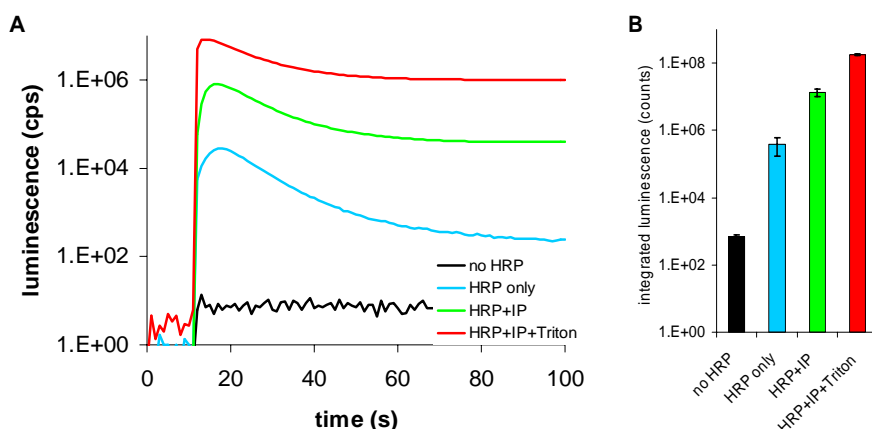 A
luminescence (cps)
1.E+06
1.E+04
1.E+02
1.E+00
0
20
40
60
80
100
time (s)
no HRP
HRP only
HRP+IP
HRP+IP+Triton
B
integrated luminescence (counts)
1.E+08
1.E+06
1.E+04
1.E+02
1.E+00
no HRP
HRP only
HRP+IP
HRP+IP+Triton